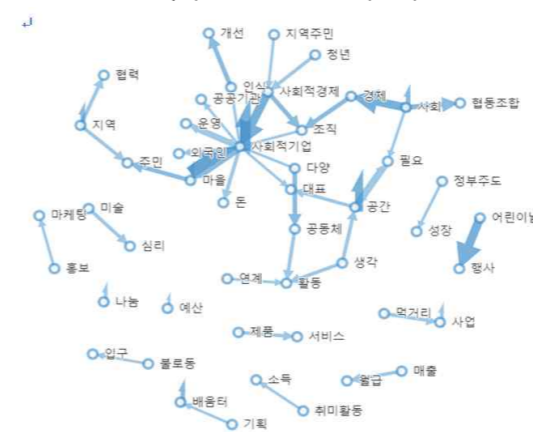 개선
지역주민
청년
협력
인식
공공기관
사회적경제
경제
사회
협동조합
지역
운영
조직
외국인
사회적기업
주민
다양
필요
마을
대표
정부주도
돈
공간
마케팅
미술
어린이날
공동체
성장
심리
홍보
생각
행사
연계
활동
나눔
예산
먹거리
사업
제품
서비스
입구
불로동
소득
월급
매출
배움터
취미활동
기획